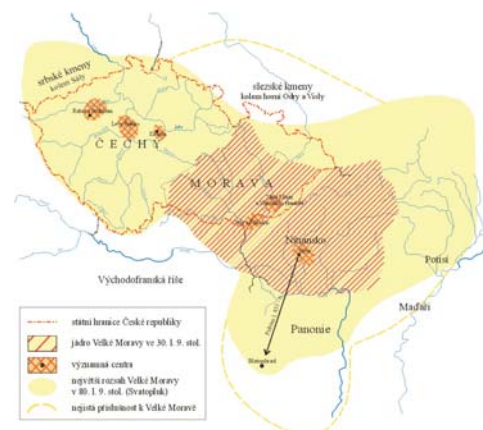 srbské kmeny
kolem Sály
slezské kmeny
kolem horní Odry a Visly
ČECHY
MORAVA
Nitransko
Potisí
Maďaři
Východofranská říše
Panonie
Blatnohrad
státní hranice České republiky
jádro Velké Moravy ve 30. l. 9. stol.
významná centra
největší rozsah Velké Moravy
v 80. l. 9. stol. (Svatopluk)
nejistá příslušnost k Velké Moravě